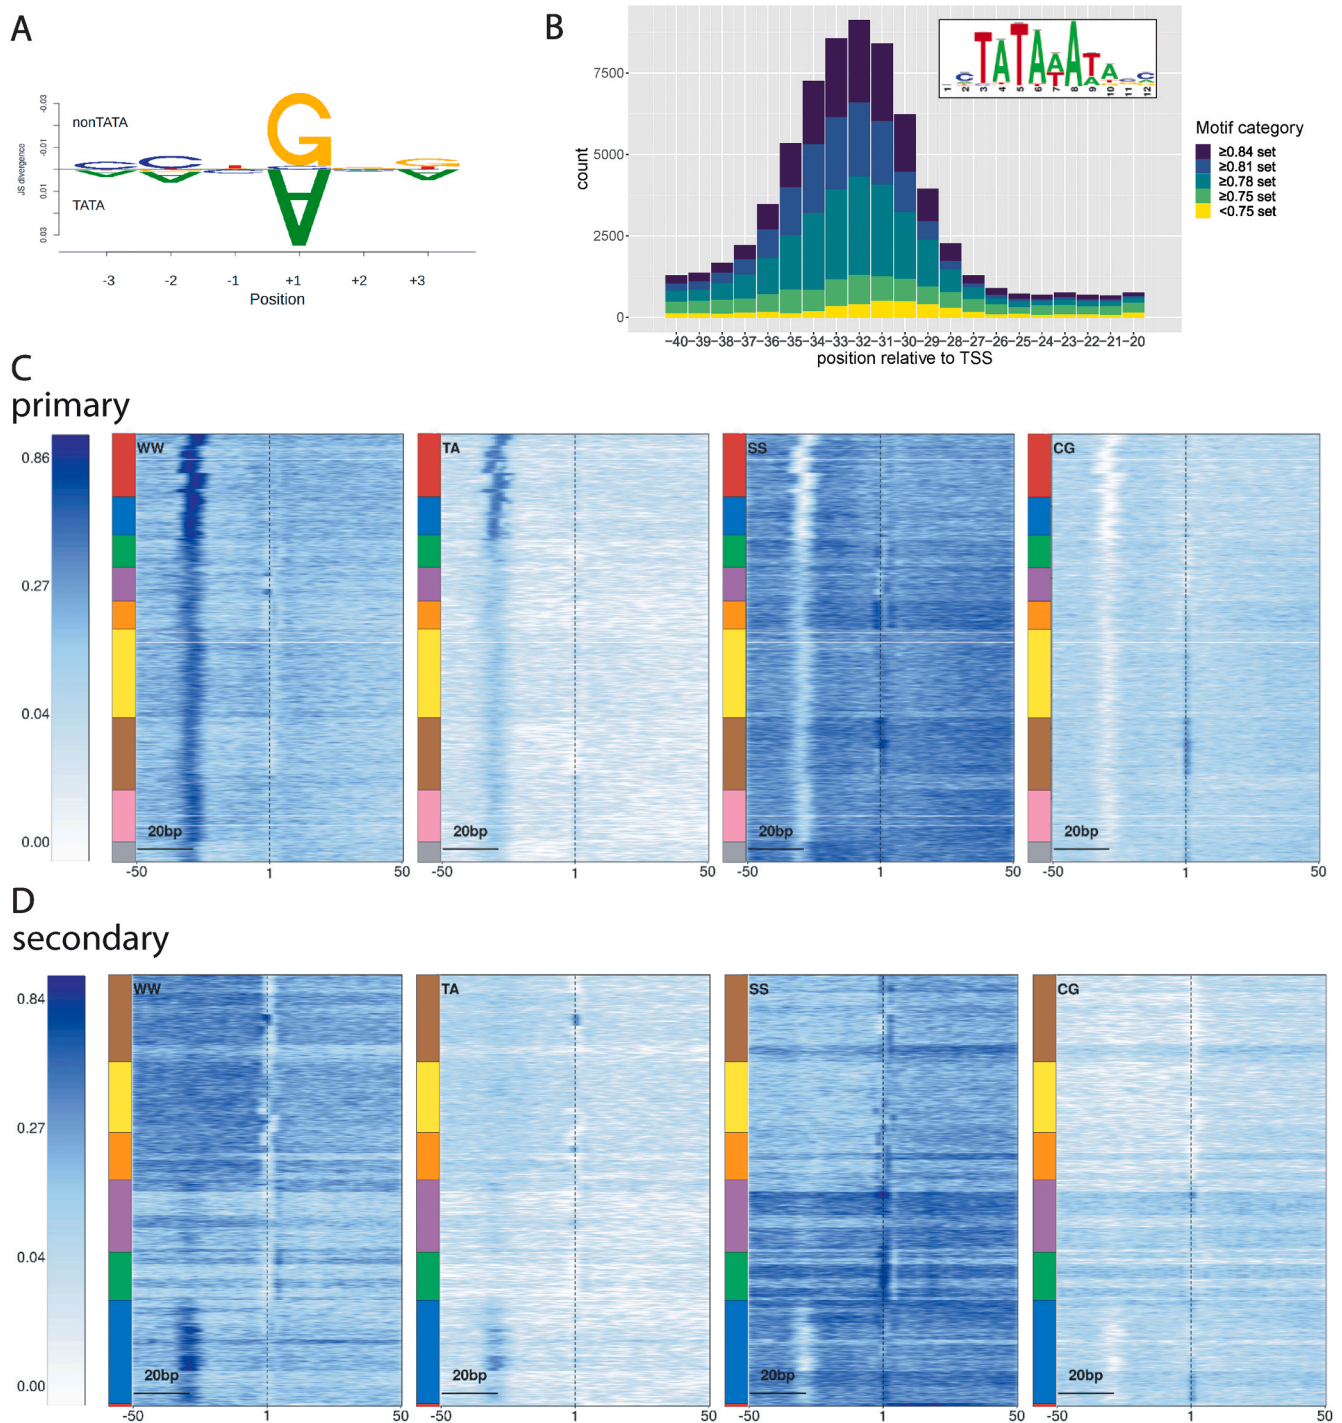 A
B
nonTATA
TATA
JS divergence
-0.03
-0.01
0.01
0.03
-3 -2 -1 +1 +2 +3
Position
C C G
A
7500
5000
2500
0
count
TATAAATA
1 2 3 4 5 6 7 8 9 10 11 12
Motif category
≥0.84 set
≥0.81 set
≥0.78 set
≥0.75 set
<0.75 set
−40−39−38−37−36−35−34−33−32−31−30−29−28−27−26−25−24−23−22−21−20
position relative to TSS
C
primary
0.86
0.27
0.04
0.00
WW TA SS CG
20bp 20bp 20bp 20bp
-50 1 50 -50 1 50 -50 1 50 -50 1 50
D
secondary
0.84
0.27
0.04
0.00
WW TA SS CG
20bp 20bp 20bp 20bp
-50 1 50 -50 1 50 -50 1 50 -50 1 50